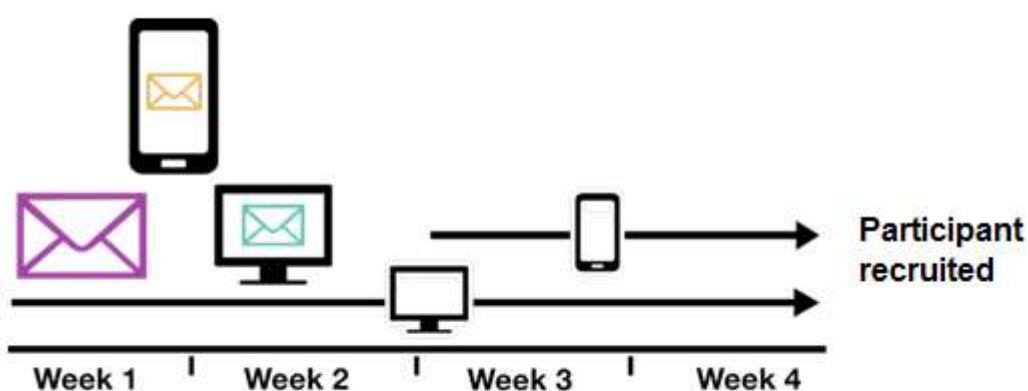 Participant
recruited
Week 1
Week 2
Week 3
Week 4